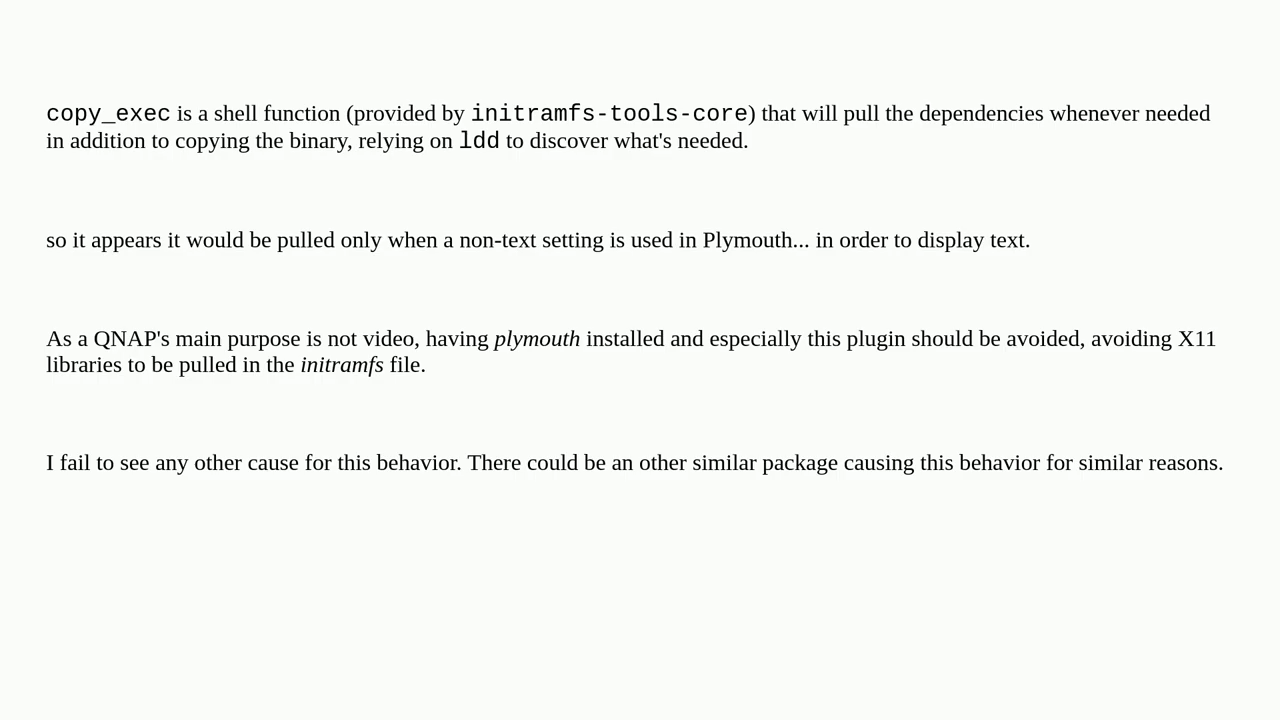 copy_exec is a shell function (provided by initramfs-tools-core) that will pull the dependencies whenever needed
in addition to copying the binary, relying on ldd to discover what's needed.
so it appears it would be pulled only when a non-text setting is used in Plymouth... in order to display text.
As a QNAP's main purpose is not video, having plymouth installed and especially this plugin should be avoided, avoiding X11
libraries to be pulled in the initramfs file.
I fail to see any other cause for this behavior. There could be an other similar package causing this behavior for similar reasons.